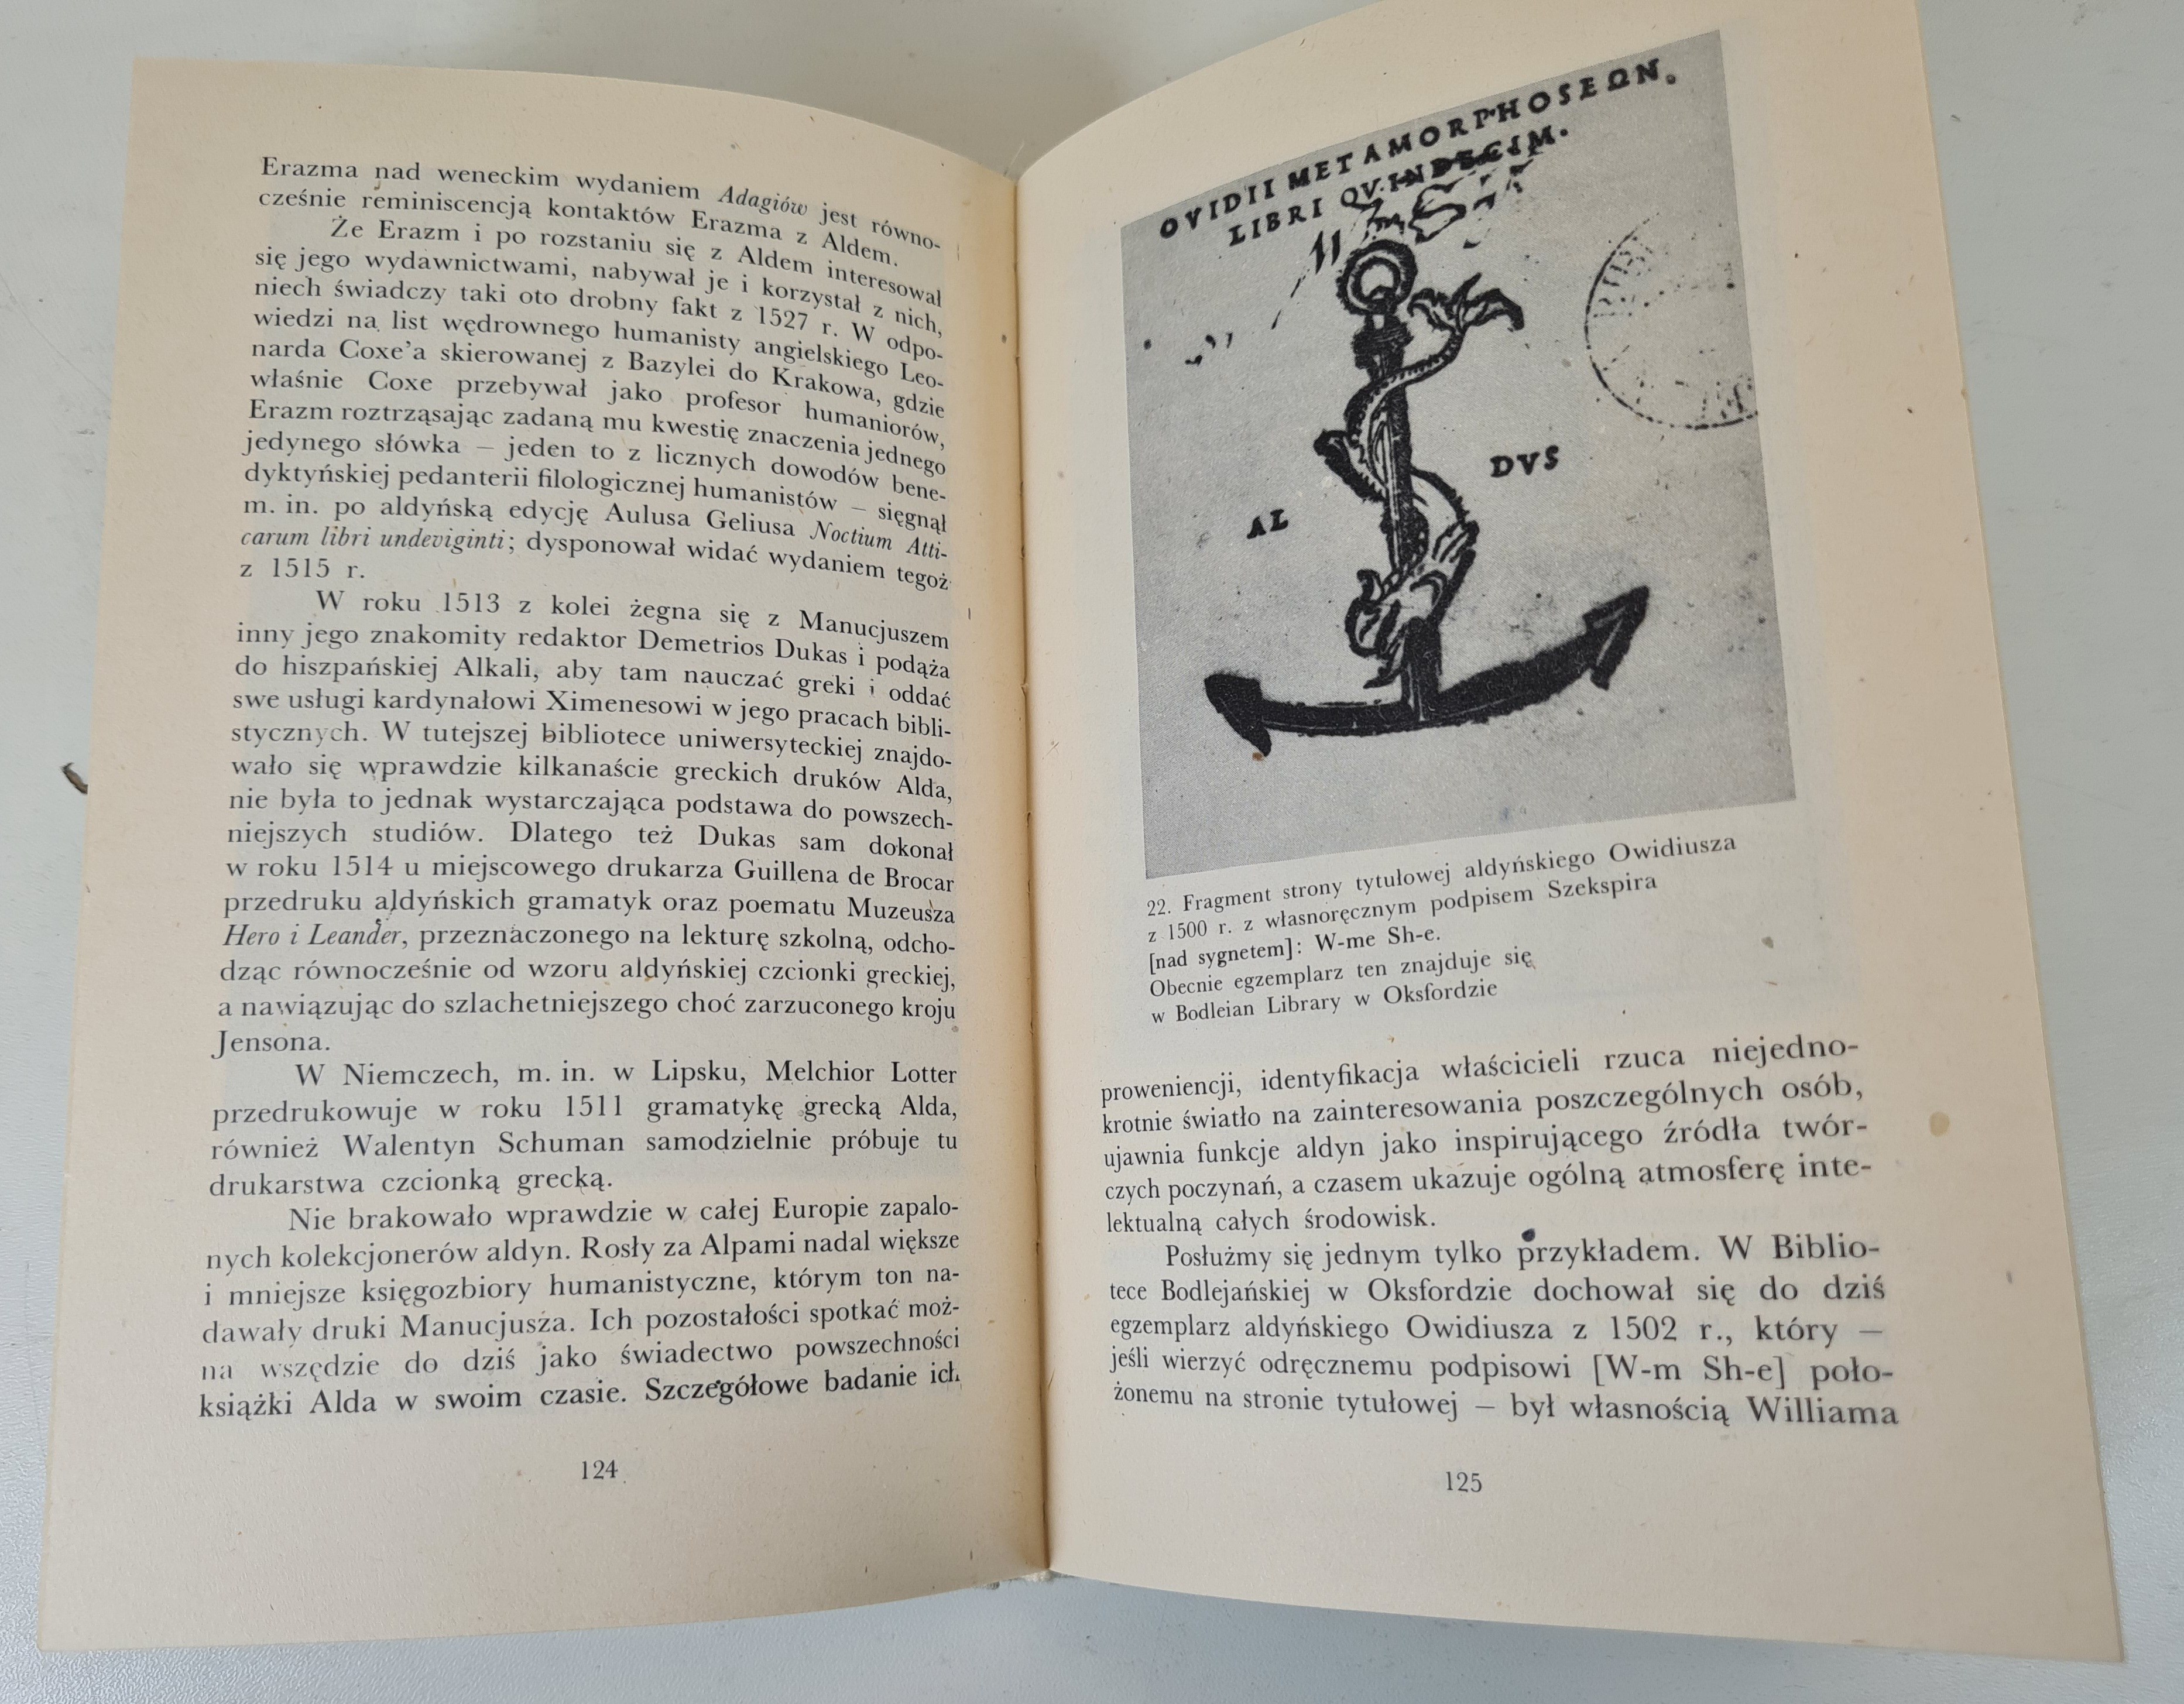 Erazma nad weneckim wydaniem Adagiów jest równo-
cześnie reminiscencją kontaktów Erazma z Aldem.
Że Erazm i po rozstaniu się z Aldem interesował
się jego wydawnictwami, nabywał je i korzystał z nich,
niech świadczy taki oto drobny fakt z 1527 r. W odpo-
wiedzi na list wędrownego humanisty angielskiego Leo-
narda Coxe'a skierowanej z Bazylei do Krakowa, gdzie
właśnie Coxe przebywał jako profesor humaniorów,
Erazm roztrząsając zadaną mu kwestię znaczenia jednego
jedynego słówka — jeden to z licznych dowodów bene-
dyktyńskiej pedanterii filologicznej humanistów — sięgnął
m. in. po aldyńską edycję Aulusa Geliusa Noctium Atti-
carum libri undeviginti; dysponował widać wydaniem tegoż
z 1515 r.
W roku 1513 z kolei żegna się z Manucjuszem
inny jego znakomity redaktor Demetrios Dukas i podąża
do hiszpańskiej Alkali, aby tam nauczać greki i oddać
swe usługi kardynałowi Ximenesowi w jego pracach bibli-
stycznych. W tutejszej bibliotece uniwersyteckiej znajdo-
wało się wprawdzie kilkanaście greckich druków Alda,
nie była to jednak wystarczająca podstawa do powszech-
niejszych studiów. Dlatego też Dukas sam dokonał
w roku 1514 u miejscowego drukarza Guillena de Brocar
przedruku aldyńskich gramatyk oraz poematu Muzeusza
Hero i Leander, przeznaczonego na lekturę szkolną, odcho-
dząc równocześnie od wzoru aldyńskiej czcionki greckiej,
a nawiązując do szlachetniejszego choć zarzuconego kroju
Jensona.
W Niemczech, m. in. w Lipsku, Melchior Lotter
przedrukowuje w roku 1511 gramatykę grecką Alda,
również Walentyn Schuman samodzielnie próbuje tu
drukarstwa czcionką grecką.
Nie brakowało wprawdzie w całej Europie zapalo-
nych kolekcjonerów aldyn. Rosły za Alpami nadal większe
i mniejsze księgozbiory humanistyczne, którym ton na-
dawały druki Manucjusza. Ich pozostałości spotkać moż-
na wszędzie do dziś jako świadectwo powszechności
książki Alda w swoim czasie. Szczegółowe badanie ich
124
OVIDII METAMORPHOSEΩN.
LIBRI QVINDECIM.
AL DVS
22. Fragment strony tytułowej aldyńskiego Owidiusza
z 1500 r. z własnoręcznym podpisem Szekspira
[nad sygnetem]: W-me Sh-e.
Obecnie egzemplarz ten znajduje się
w Bodleian Library w Oksfordzie
proweniencji, identyfikacja właścicieli rzuca niejedno-
krotnie światło na zainteresowania poszczególnych osób,
ujawnia funkcje aldyn jako inspirującego źródła twór-
czych poczynań, a czasem ukazuje ogólną atmosferę inte-
lektualną całych środowisk.
Posłużmy się jednym tylko przykładem. W Biblio-
tece Bodlejańskiej w Oksfordzie dochował się do dziś
egzemplarz aldyńskiego Owidiusza z 1502 r., który —
jeśli wierzyć odręcznemu podpisowi [W-m Sh-e] poło-
żonemu na stronie tytułowej — był własnością Williama
125